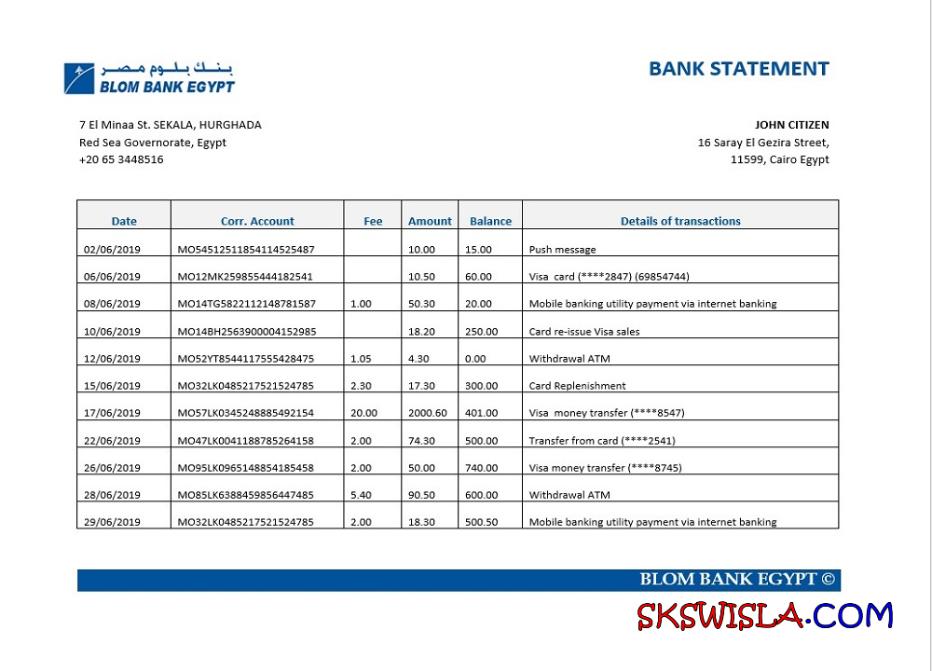 بنك بلوم مصر
BLOM BANK EGYPT
BANK STATEMENT
7 El Minaa St. SEKALA, HURGHADA
Red Sea Governorate, Egypt
+20 65 3448516
JOHN CITIZEN
16 Saray El Gezira Street,
11599, Cairo Egypt
Date Corr. Account Fee Amount Balance Details of transactions
02/06/2019 MO54512511854114525487 10.00 15.00 Push message
06/06/2019 MO12MK259855444182541 10.50 60.00 Visa card (****2847) (69854744)
08/06/2019 MO14TG5822112148781587 1.00 50.30 20.00 Mobile banking utility payment via internet banking
10/06/2019 MO14BH2563900004152985 18.20 250.00 Card re-issue Visa sales
12/06/2019 MO52YT8544117555428475 1.05 4.30 0.00 Withdrawal ATM
15/06/2019 MO32LK0485217521524785 2.30 17.30 300.00 Card Replenishment
17/06/2019 MO57LK0345248885492154 20.00 2000.60 401.00 Visa money transfer (****8547)
22/06/2019 MO47LK0041188785264158 2.00 74.30 500.00 Transfer from card (****2541)
26/06/2019 MO95LK0965148854185458 2.00 50.00 740.00 Visa money transfer (****8745)
28/06/2019 MO85LK6388459856447485 5.40 90.50 600.00 Withdrawal ATM
29/06/2019 MO32LK0485217521524785 2.00 18.30 500.50 Mobile banking utility payment via internet banking
BLOM BANK EGYPT ©
SKSWISLA.COM